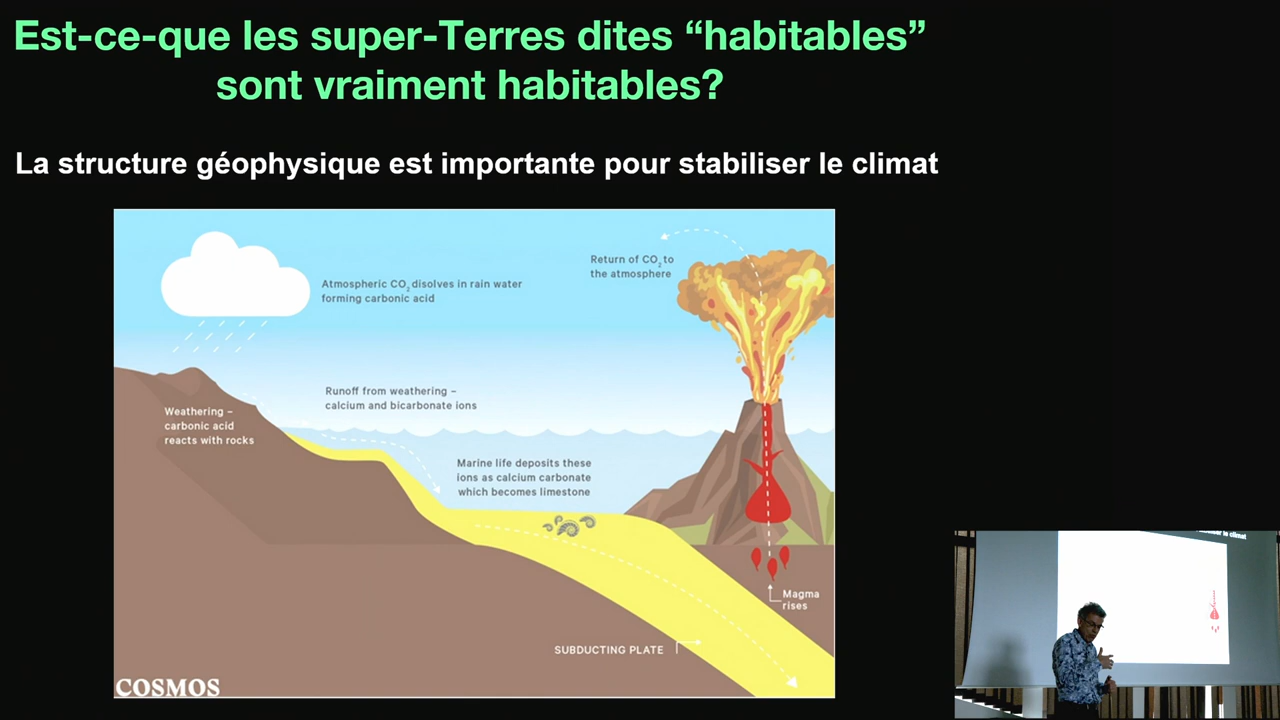 Est-ce-que les super-Terres dites “habitables”
sont vraiment habitables?
La structure géophysique est importante pour stabiliser le climat
Return of CO2 to
the atmosphere
Atmospheric CO2 disolves in rain water
forming carbonic acid
Runoff from weathering –
calcium and bicarbonate ions
Weathering –
carbonic acid
reacts with rocks
Marine life deposits these
ions as calcium carbonate
which becomes limestone
Magma
rises
SUBDUCTING PLATE
COSMOS
le climat